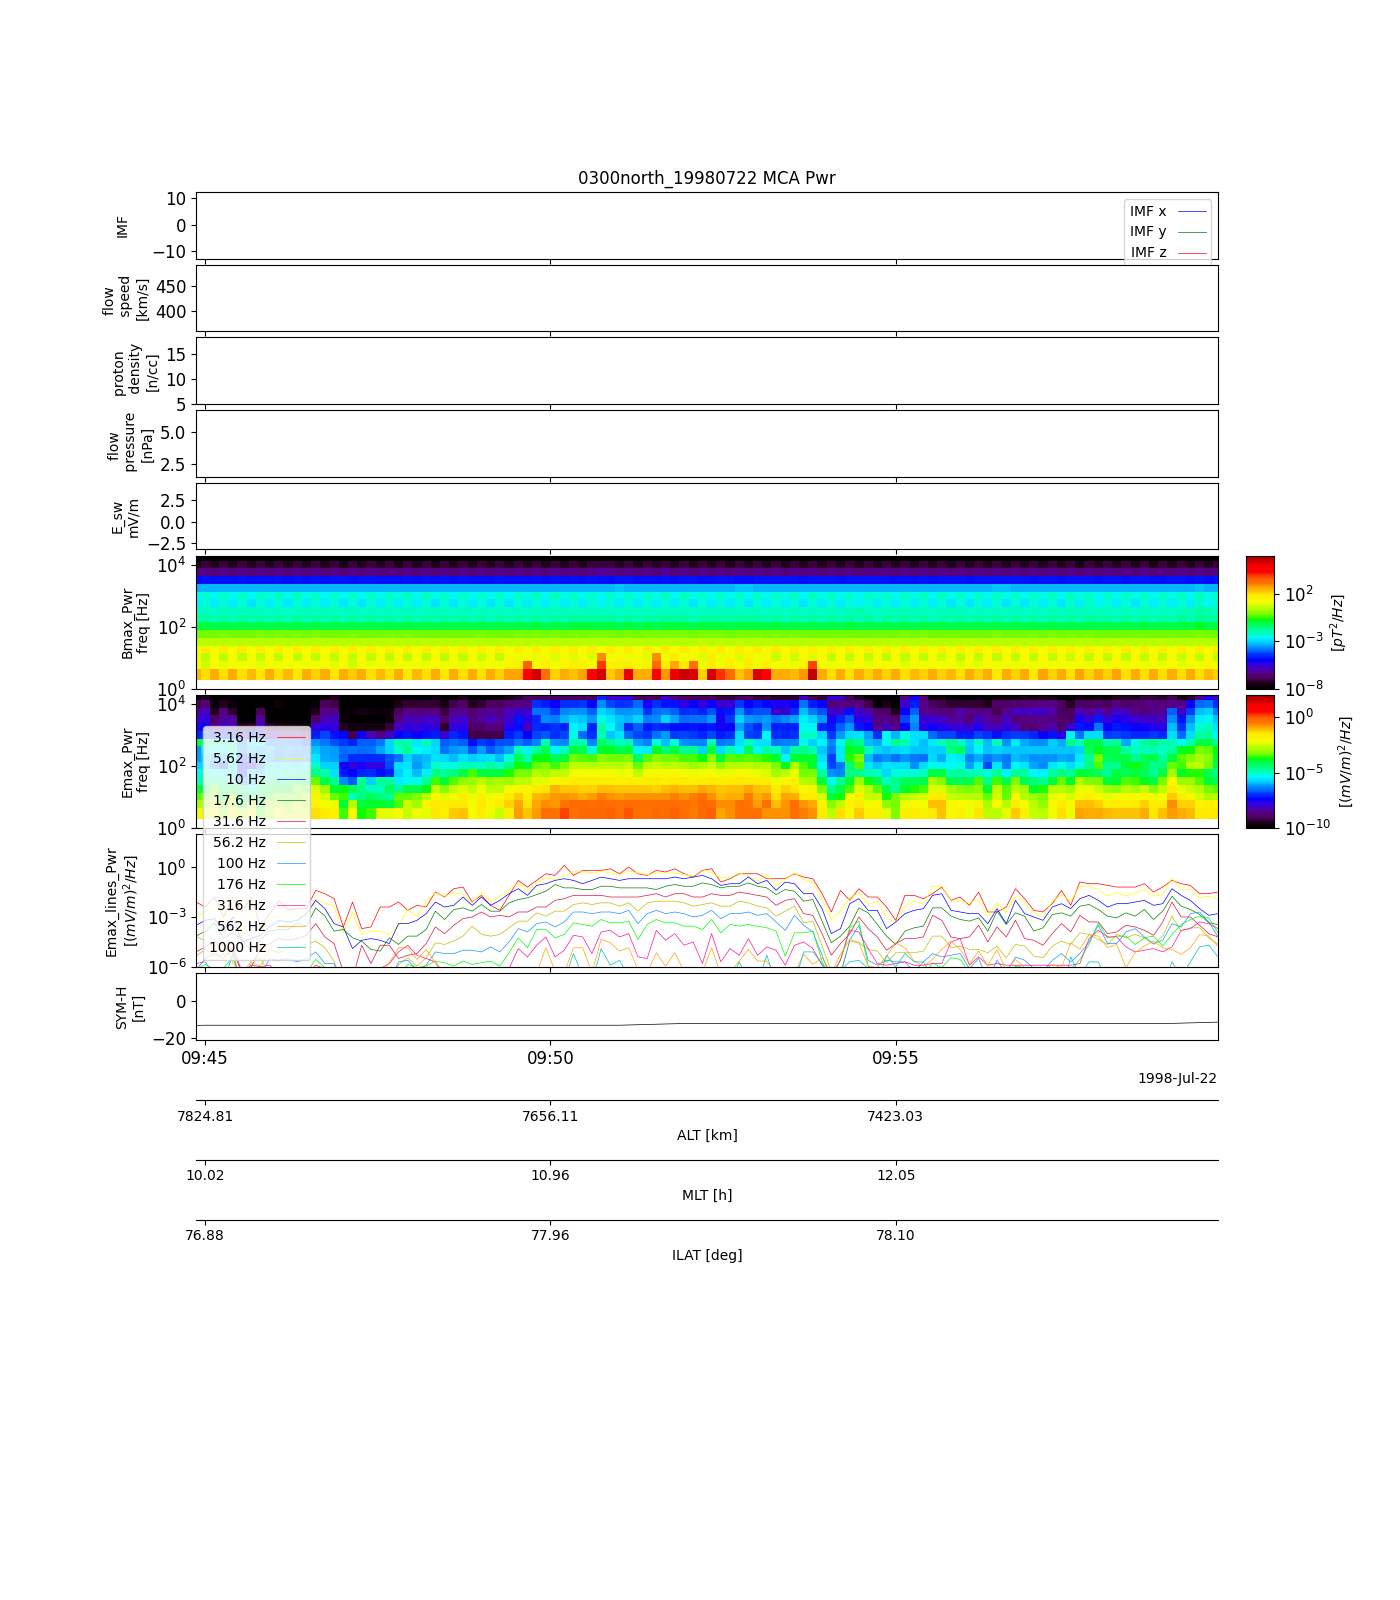 0300north_19980722 MCA Pwr
10
0
−10
IMF
IMF x
IMF y
IMF z
450
400
flow
speed
[km/s]
15
10
5
proton
density
[n/cc]
5.0
2.5
flow
pressure
[nPa]
2.5
0.0
−2.5
E_sw
mV/m
10^4
10^2
10^0
Bmax_Pwr
freq [Hz]
10^2
10^−3
10^−8
[pT^2/Hz]
10^4
10^2
10^0
Emax_Pwr
freq [Hz]
10^0
10^−5
10^−10
[(mV/m)^2/Hz]
3.16 Hz
5.62 Hz
10 Hz
17.6 Hz
31.6 Hz
56.2 Hz
100 Hz
176 Hz
316 Hz
562 Hz
1000 Hz
10^0
10^−3
10^−6
Emax_lines_Pwr
[(mV/m)^2/Hz]
0
−20
SYM-H
[nT]
09:45 09:50 09:55
1998-Jul-22
7824.81 7656.11 7423.03
ALT [km]
10.02 10.96 12.05
MLT [h]
76.88 77.96 78.10
ILAT [deg]